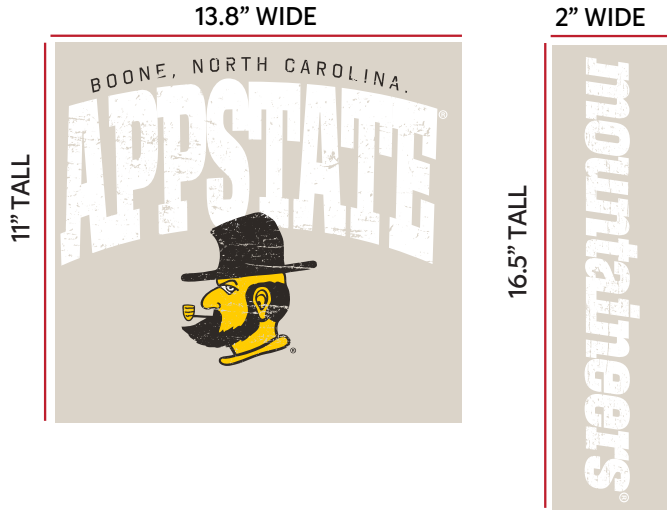 13.8” WIDE
2” WIDE
11” TALL
BOONE, NORTH CAROLINA.
APPSTATE®
®
16.5” TALL
mountaineers®